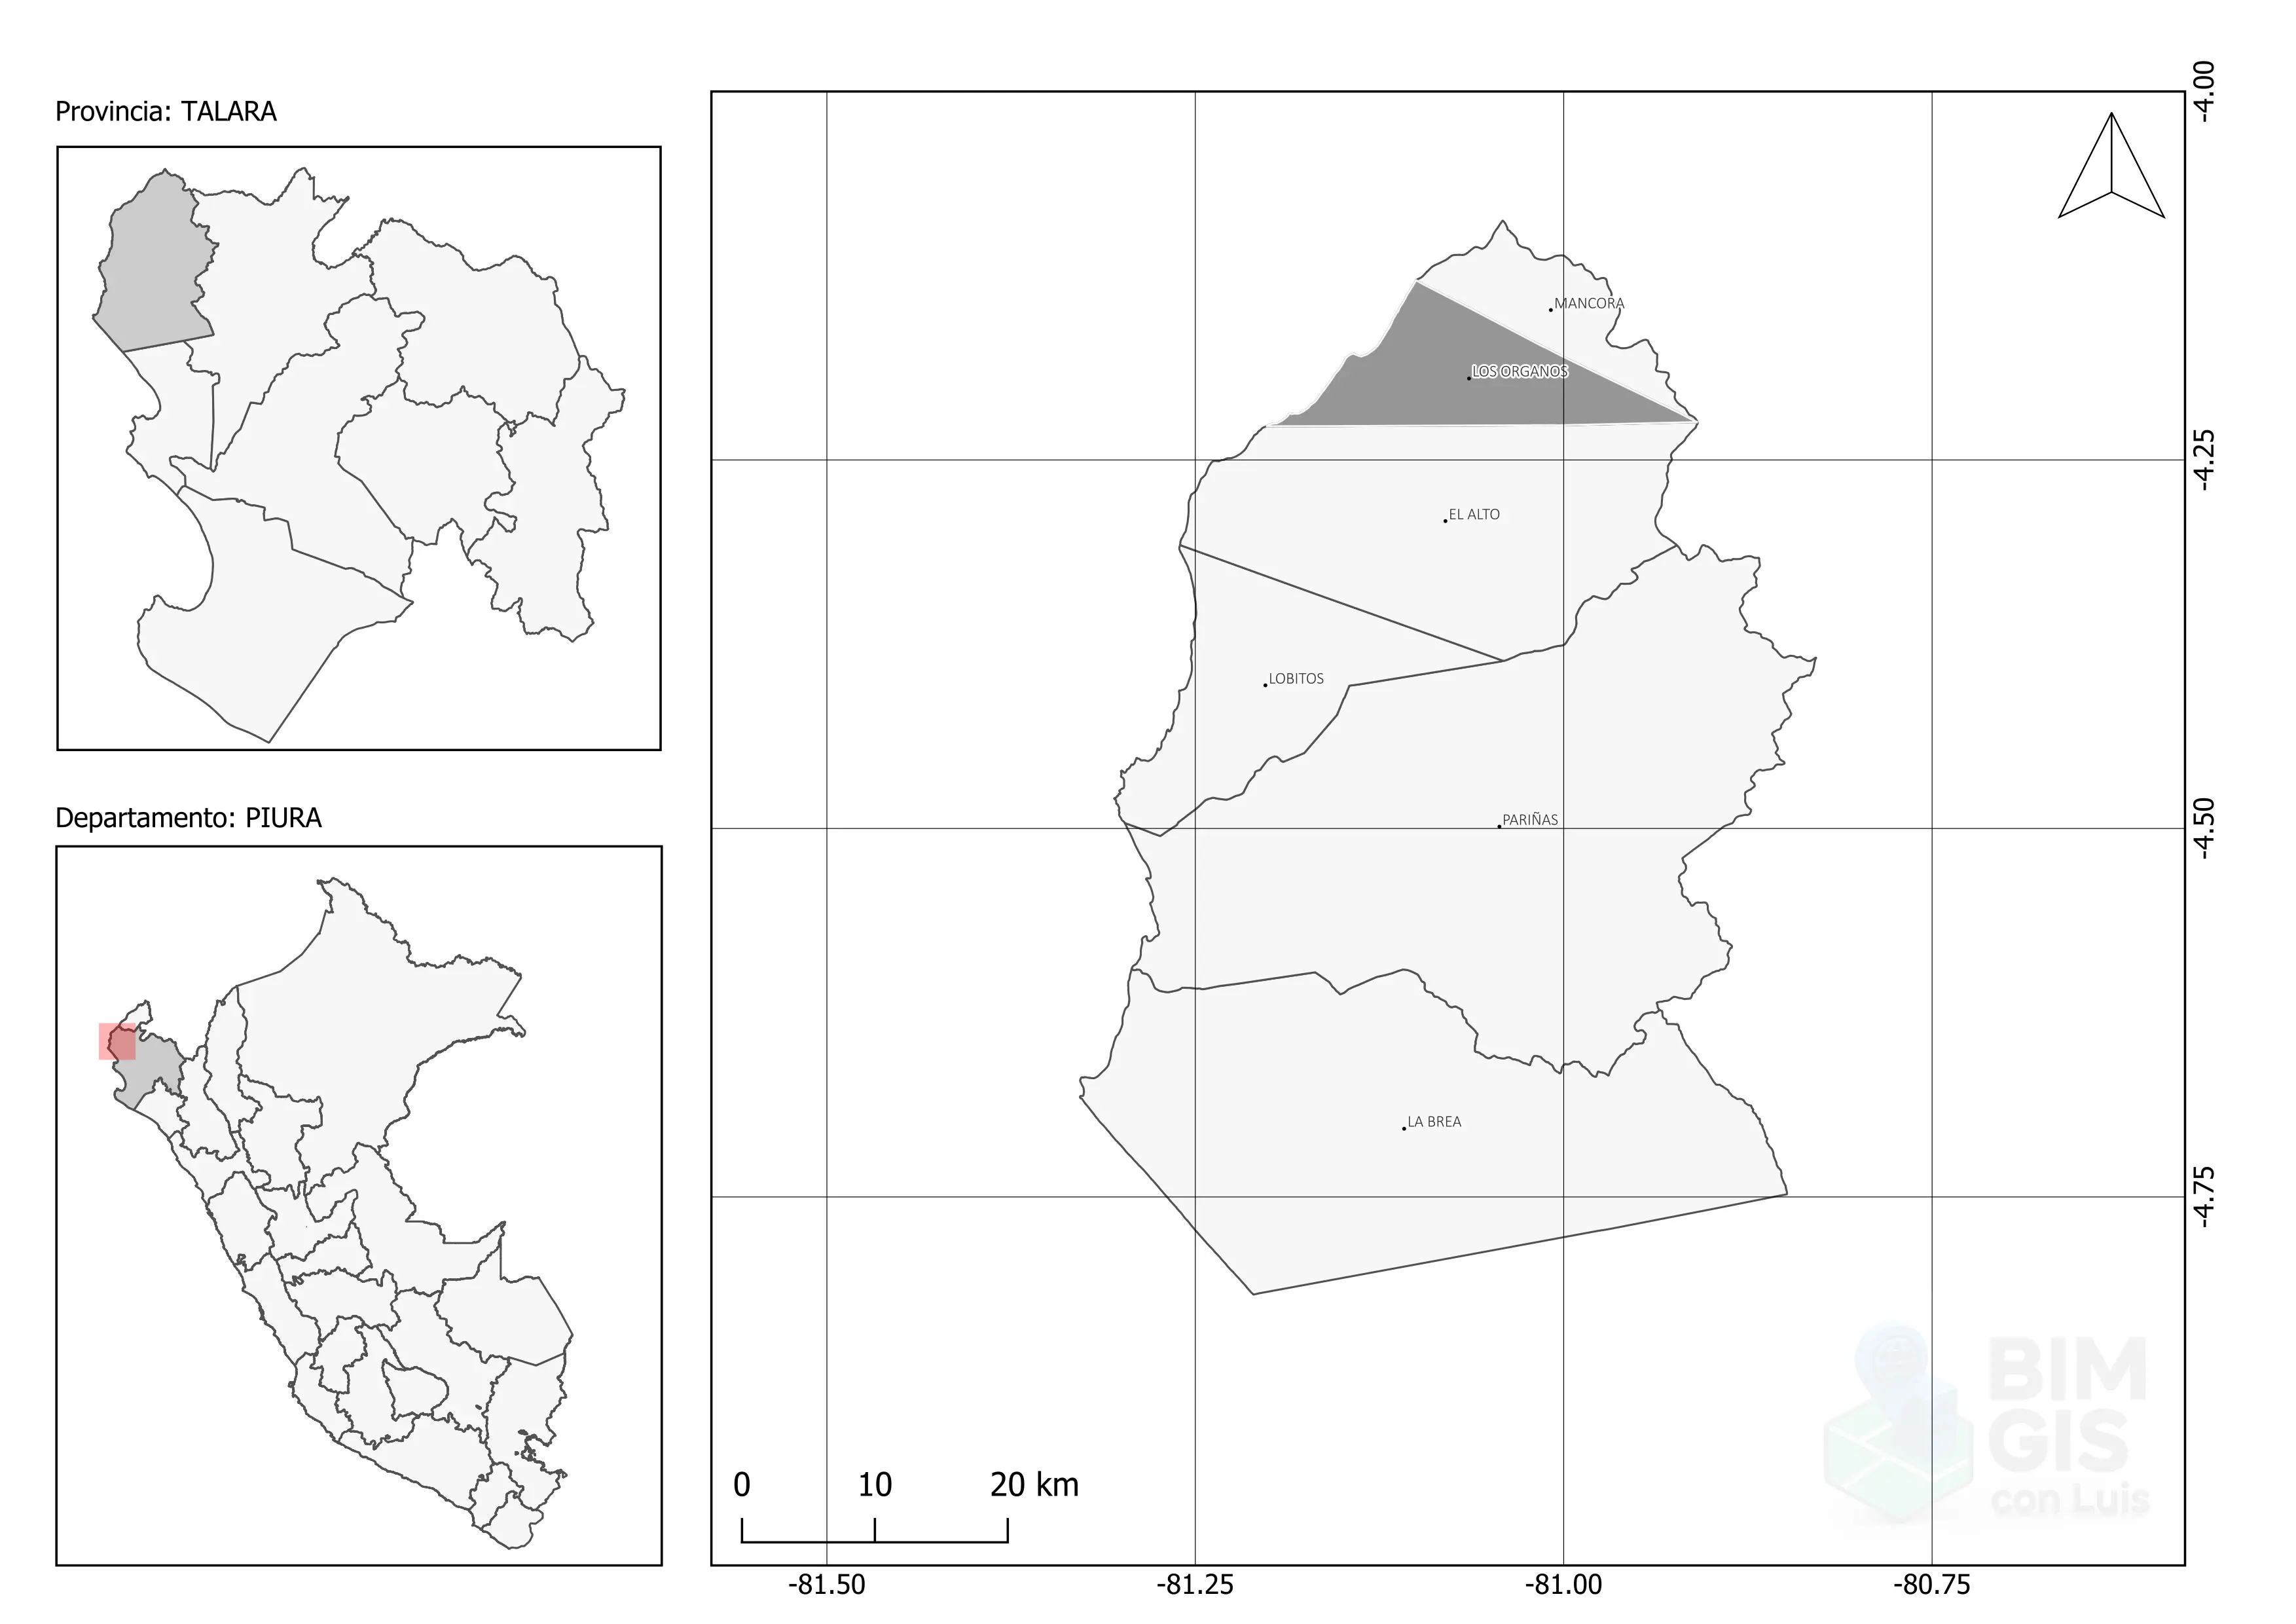 Provincia: TALARA
Departamento: PIURA
-4.00
-4.25
-4.50
-4.75
MANCORA
LOS ORGANOS
EL ALTO
LOBITOS
PARIÑAS
LA BREA
0 10 20 km
BIM
GIS
con Luis
-81.50 -81.25 -81.00 -80.75